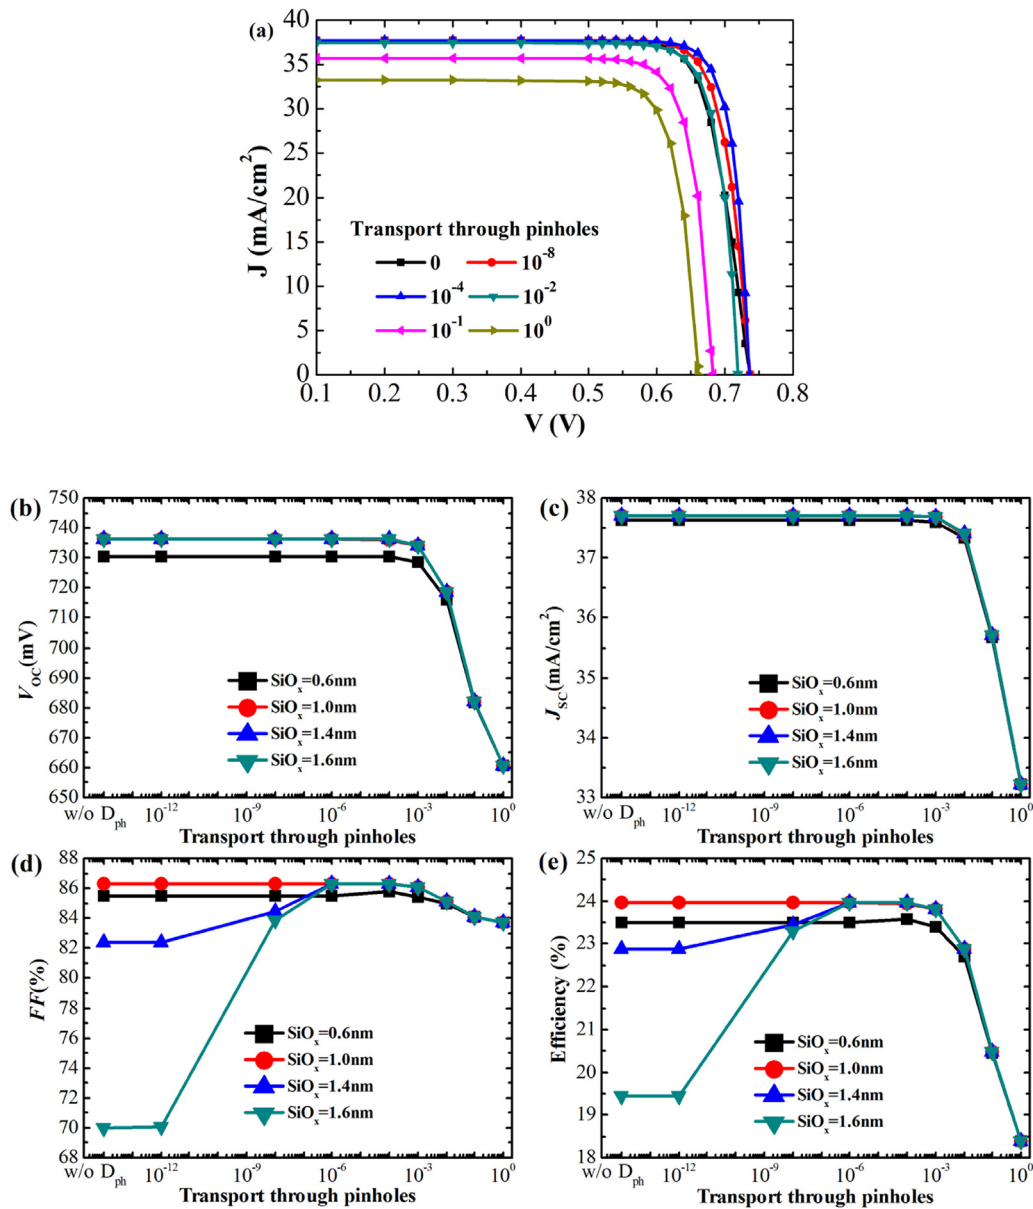 (a)
40
35
30
25
20
15
10
5
0
J (mA/cm²)
Transport through pinholes
0 10⁻⁸
10⁻⁴ 10⁻²
10⁻¹ 10⁰
0.1 0.2 0.3 0.4 0.5 0.6 0.7 0.8
V (V)
(b)
750
740
730
720
710
700
690
680
670
660
650
V_OC(mV)
SiOₓ=0.6nm
SiOₓ=1.0nm
SiOₓ=1.4nm
SiOₓ=1.6nm
w/o D_ph 10⁻¹² 10⁻⁹ 10⁻⁶ 10⁻³ 10⁰
Transport through pinholes
(c)
38
37
36
35
34
33
J_SC(mA/cm²)
SiOₓ=0.6nm
SiOₓ=1.0nm
SiOₓ=1.4nm
SiOₓ=1.6nm
w/o D_ph 10⁻¹² 10⁻⁹ 10⁻⁶ 10⁻³ 10⁰
Transport through pinholes
(d)
88
86
84
82
80
78
76
74
72
70
68
FF(%)
SiOₓ=0.6nm
SiOₓ=1.0nm
SiOₓ=1.4nm
SiOₓ=1.6nm
w/o D_ph 10⁻¹² 10⁻⁹ 10⁻⁶ 10⁻³ 10⁰
Transport through pinholes
(e)
25
24
23
22
21
20
19
18
Efficiency (%)
SiOₓ=0.6nm
SiOₓ=1.0nm
SiOₓ=1.4nm
SiOₓ=1.6nm
w/o D_ph 10⁻¹² 10⁻⁹ 10⁻⁶ 10⁻³ 10⁰
Transport through pinholes